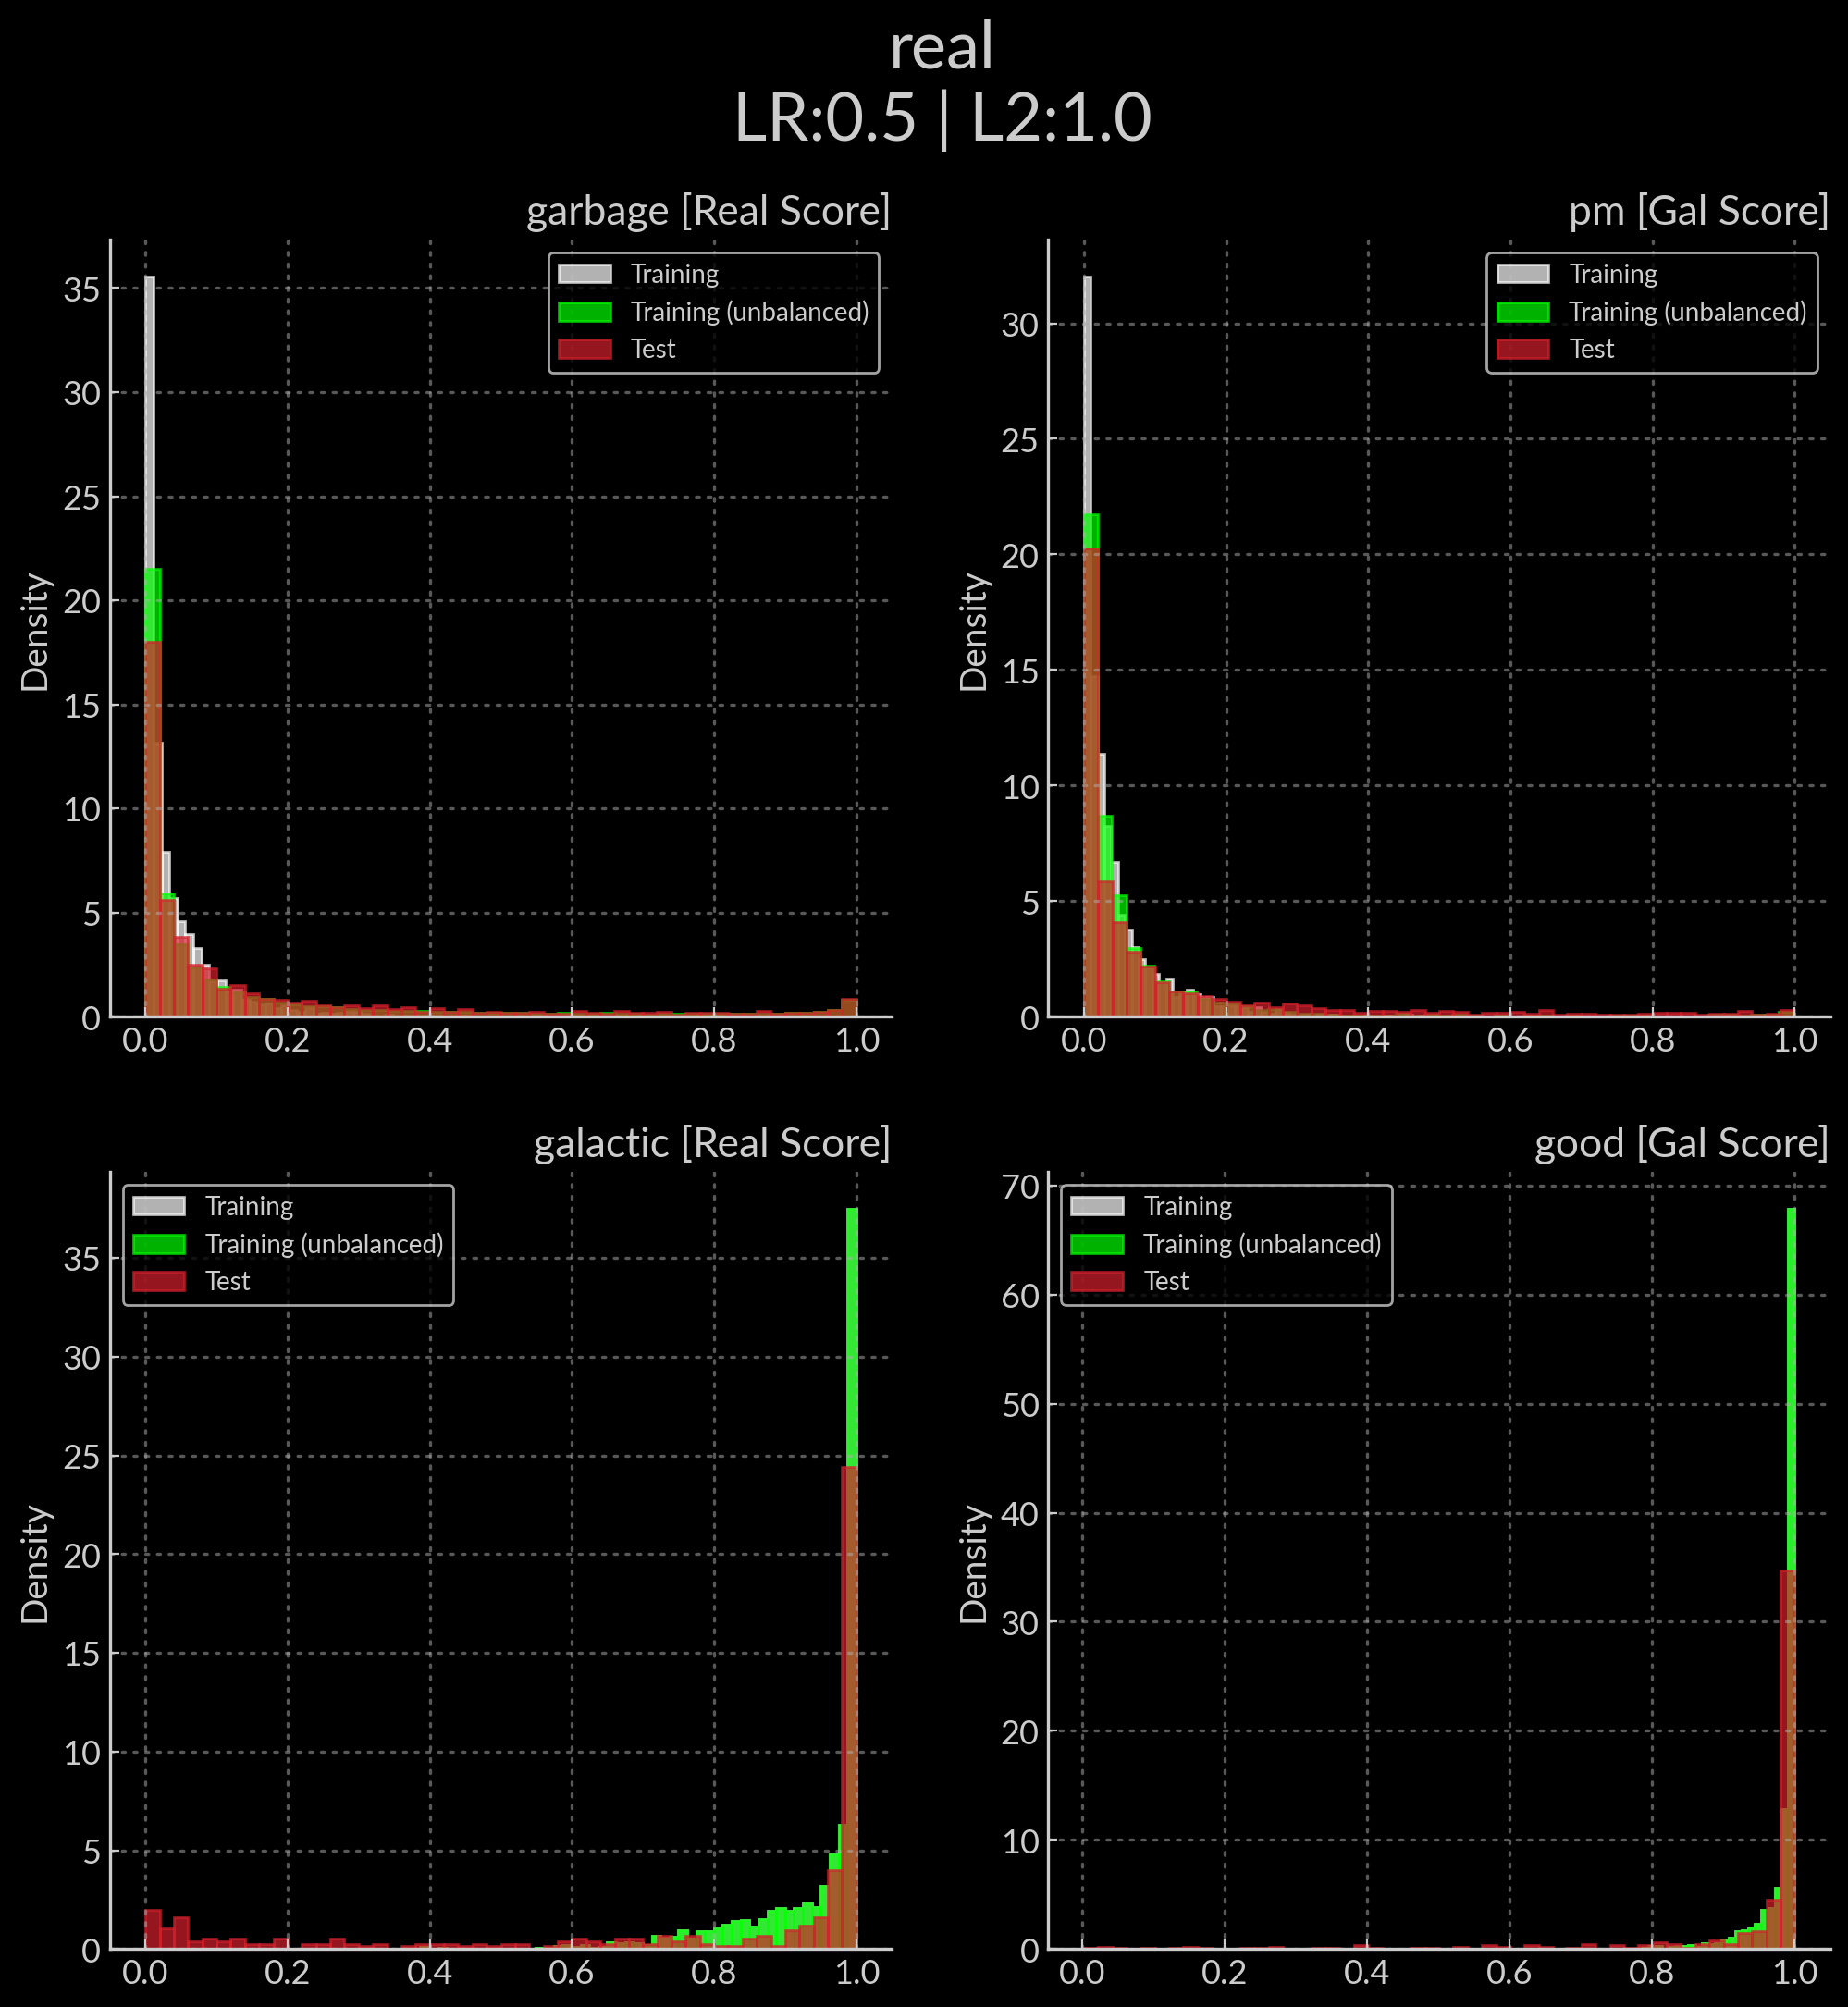 real
LR:0.5 | L2:1.0
garbage [Real Score]
Training
Training (unbalanced)
Test
Density
35
30
25
20
15
10
5
0
0.0 0.2 0.4 0.6 0.8 1.0
pm [Gal Score]
Training
Training (unbalanced)
Test
Density
30
25
20
15
10
5
0
0.0 0.2 0.4 0.6 0.8 1.0
galactic [Real Score]
Training
Training (unbalanced)
Test
Density
35
30
25
20
15
10
5
0
0.0 0.2 0.4 0.6 0.8 1.0
good [Gal Score]
Training
Training (unbalanced)
Test
Density
70
60
50
40
30
20
10
0
0.0 0.2 0.4 0.6 0.8 1.0